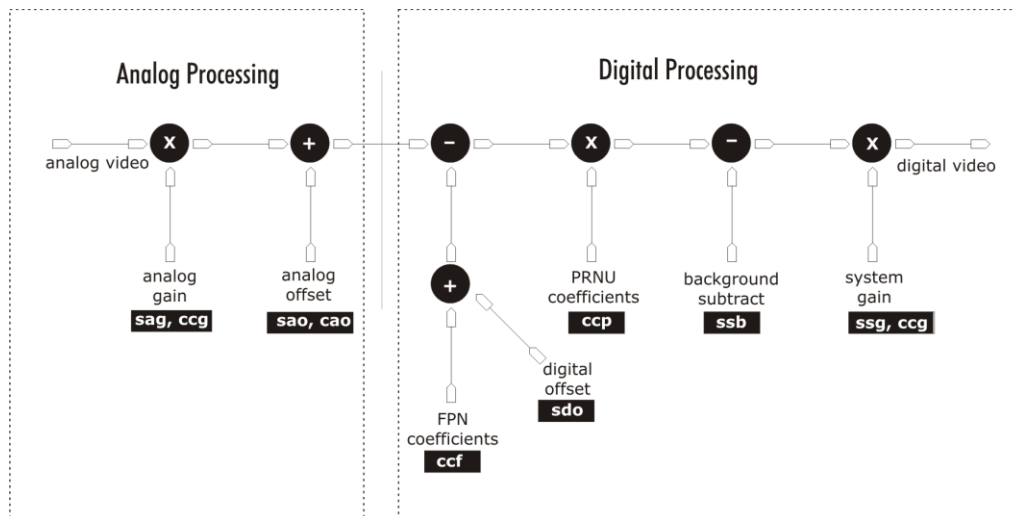 Analog Processing
Digital Processing
x
+
−
x
−
x
analog video
digital video
analog
gain
sag, ccg
analog
offset
sao, cao
+
PRNU
coefficients
ccp
background
subtract
ssb
system
gain
ssg, ccg
digital
offset
sdo
FPN
coefficients
ccf